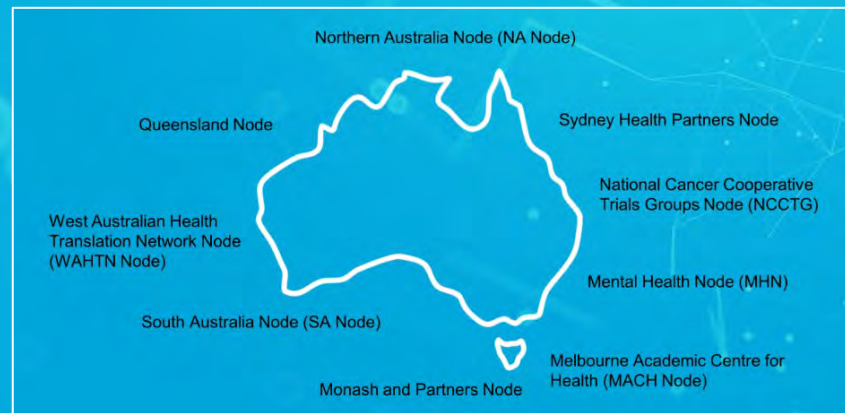 Northern Australia Node (NA Node)
Queensland Node
Sydney Health Partners Node
National Cancer Cooperative
Trials Groups Node (NCCTG)
West Australian Health
Translation Network Node
(WAHTN Node)
Mental Health Node (MHN)
South Australia Node (SA Node)
Melbourne Academic Centre for
Health (MACH Node)
Monash and Partners Node